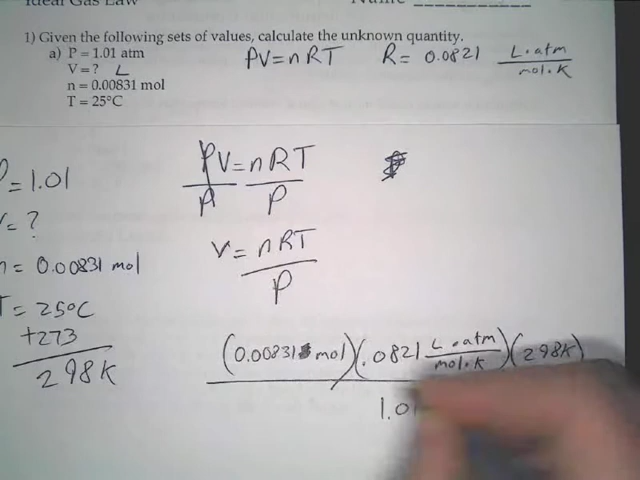 Ideal Gas Law
1) Given the following sets of values, calculate the unknown quantity.
a) P = 1.01 atm
V = ? L
n = 0.00831 mol
T = 25°C
PV = nRT R = 0.0821 L·atm / mol·K
P = 1.01
V = ?
n = 0.00831 mol
T = 25°C
+273
298K
PV = nRT
P P
V = nRT
P
(0.00831 mol)(.0821 L·atm / mol·K)(298K)
1.01